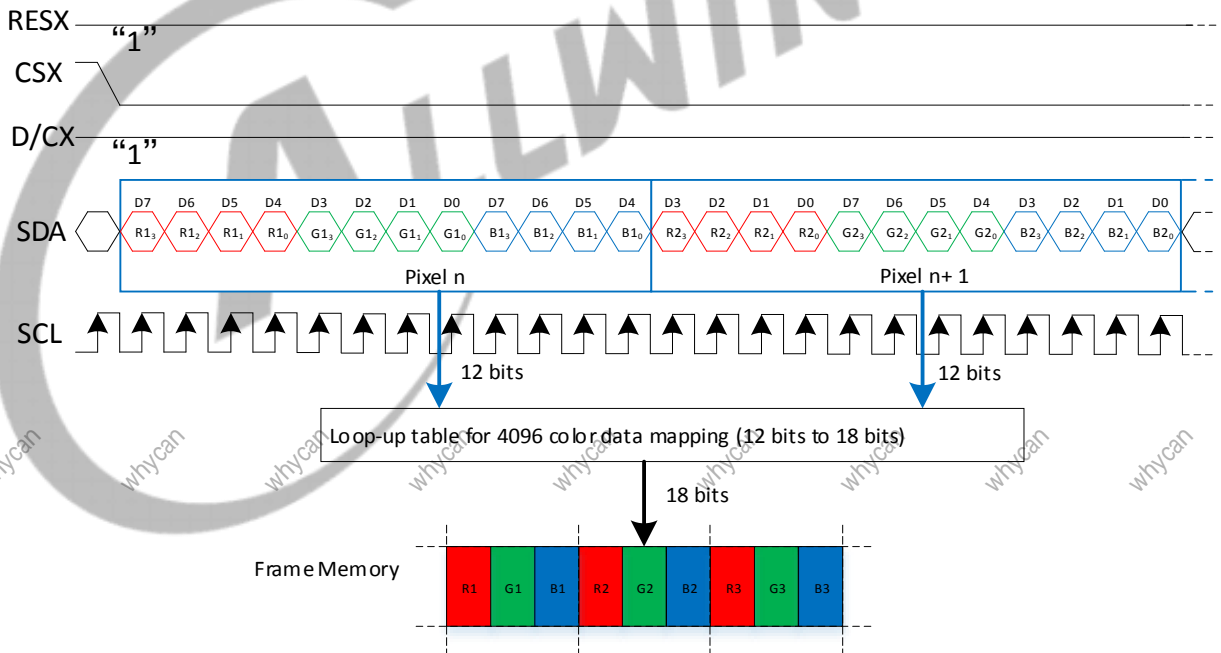 RESX
“1”
CSX
D/CX
“1”
ALLWIN
D7 D6 D5 D4 D3 D2 D1 D0 D7 D6 D5 D4 D3 D2 D1 D0 D7 D6 D5 D4 D3 D2 D1 D0
SDA R1₃ R1₂ R1₁ R1₀ G1₃ G1₂ G1₁ G1₀ B1₃ B1₂ B1₁ B1₀ R2₃ R2₂ R2₁ R2₀ G2₃ G2₂ G2₁ G2₀ B2₃ B2₂ B2₁ B2₀
Pixel n Pixel n+ 1
SCL
12 bits 12 bits
Loop-up table for 4096 color data mapping (12 bits to 18 bits)
whycan whycan whycan whycan whycan whycan whycan whycan whycan
18 bits
Frame Memory
R1 G1 B1 R2 G2 B2 R3 G3 B3